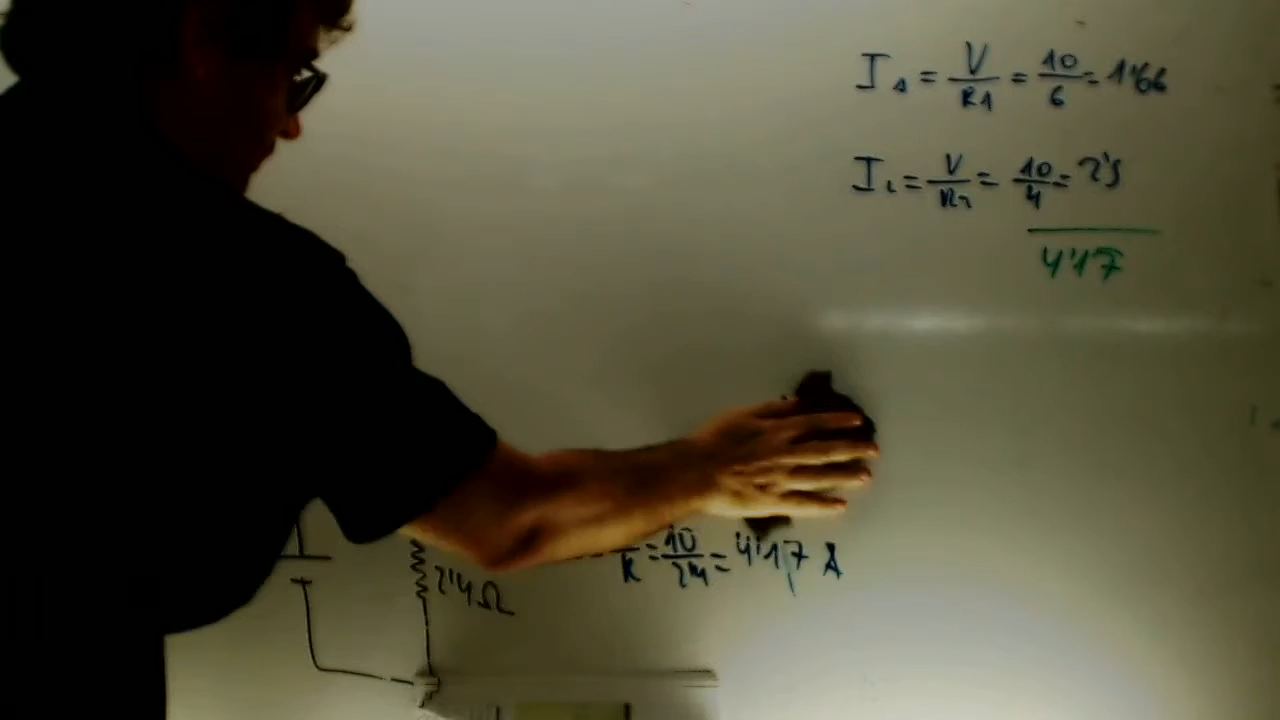 I₁ = V/R1 = 10/6 = 1'66
I₂ = V/R2 = 10/4 = 2'5
4'17
R = 10/2'4 = 4'17 A
2'4 Ω